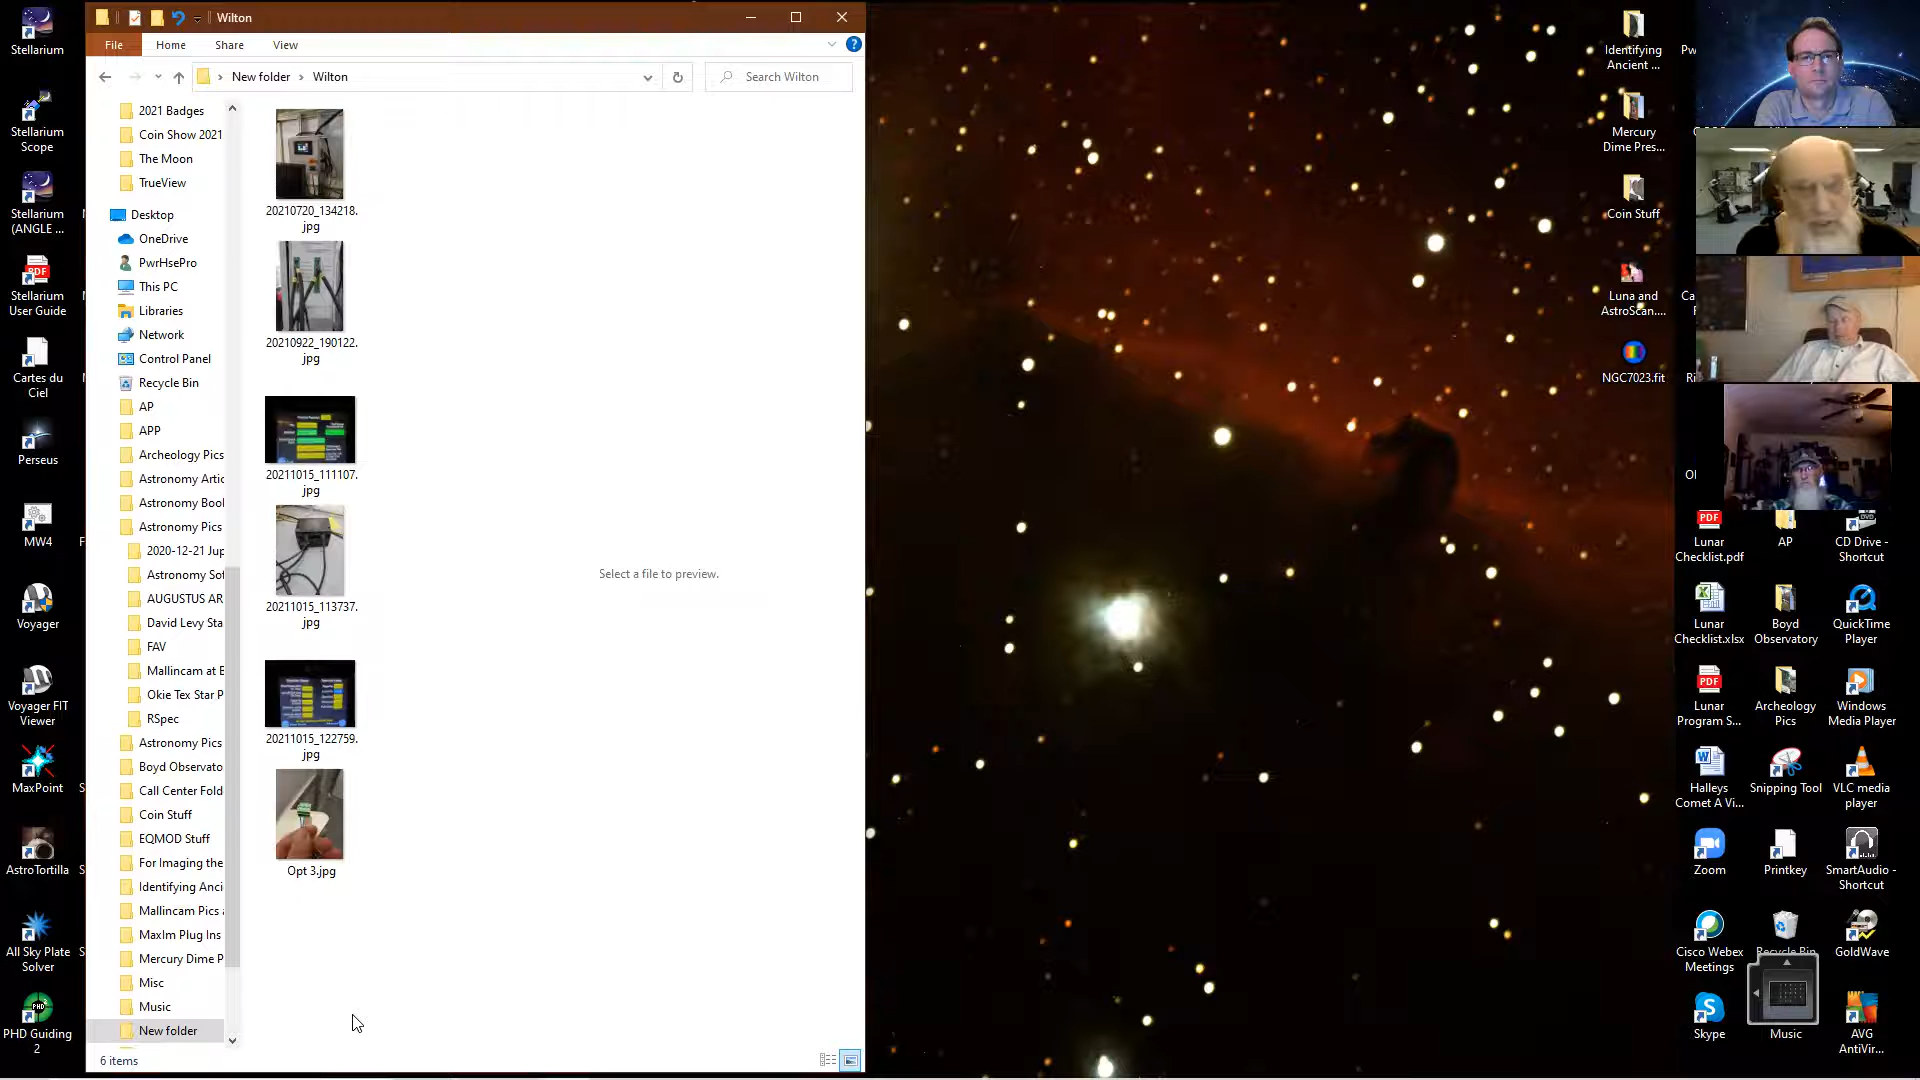 Stellarium
Stellarium
Scope
Stellarium
(ANGLE ...
Stellarium
User Guide
Cartes du
Ciel
Perseus
MW4
Voyager
Voyager FIT
Viewer
MaxPoint
AstroTortilla
All Sky Plate
Solver
PHD Guiding
2
Wilton
File
Home
Share
View
New folder
Wilton
Search Wilton
2021 Badges
Coin Show 2021
The Moon
TrueView
Desktop
OneDrive
PwrHsePro
This PC
Libraries
Network
Control Panel
Recycle Bin
AP
APP
Archeology Pics
Astronomy Artic
Astronomy Bool
Astronomy Pics
2020-12-21 Jup
Astronomy Sof
AUGUSTUS AR
David Levy Sta
FAV
Mallincam at E
Okie Tex Star P
RSpec
Astronomy Pics
Boyd Observato
Call Center Fold
Coin Stuff
EQMOD Stuff
For Imaging the
Identifying Anci
Mallincam Pics a
MaxIm Plug Ins
Mercury Dime P
Misc
Music
New folder
6 items
20210720_134218.
jpg
20210922_190122.
jpg
20211015_111107.
jpg
20211015_113737.
jpg
20211015_122759.
jpg
Opt 3.jpg
Select a file to preview.
Identifying
Ancient ...
Mercury
Dime Pres...
Coin Stuff
Luna and
AstroScan....
NGC7023.fit
Pw
Ca
Ri
Ol
PDF
Lunar
Checklist.pdf
AP
CD Drive -
Shortcut
Lunar
Checklist.xlsx
Boyd
Observatory
QuickTime
Player
PDF
Lunar
Program S...
Archeology
Pics
Windows
Media Player
Halleys
Comet A Vi...
Snipping Tool
VLC media
player
Zoom
Printkey
SmartAudio -
Shortcut
Cisco Webex
Meetings
Recycle Bin
GoldWave
Skype
Music
AVG
AntiVir...